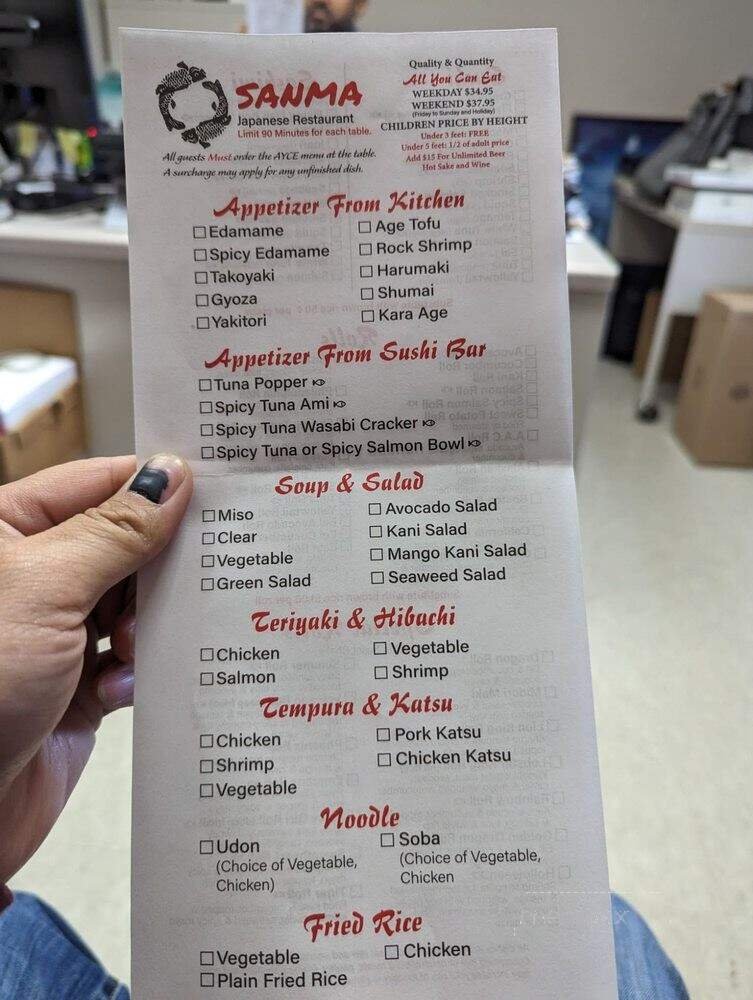 SANMA
Japanese Restaurant
Limit 90 Minutes for each table.
All guests Must order the AYCE menu at the table.
A surcharge may apply for any unfinished dish.
Quality & Quantity
All You Can Eat
WEEKDAY $34.95
WEEKEND $37.95
(Friday to Sunday and Holiday)
CHILDREN PRICE BY HEIGHT
Under 3 feet: FREE
Under 5 feet: 1/2 of adult price
Add $15 For Unlimited Beer
Hot Sake and Wine
Appetizer From Kitchen
Edamame
Spicy Edamame
Takoyaki
Gyoza
Yakitori
Age Tofu
Rock Shrimp
Harumaki
Shumai
Kara Age
Appetizer From Sushi Bar
Tuna Popper
Spicy Tuna Ami
Spicy Tuna Wasabi Cracker
Spicy Tuna or Spicy Salmon Bowl
Soup & Salad
Miso
Clear
Vegetable
Green Salad
Avocado Salad
Kani Salad
Mango Kani Salad
Seaweed Salad
Teriyaki & Hibachi
Chicken
Salmon
Vegetable
Shrimp
Tempura & Katsu
Chicken
Shrimp
Vegetable
Pork Katsu
Chicken Katsu
Noodle
Udon
(Choice of Vegetable,
Chicken)
Soba
(Choice of Vegetable,
Chicken
Fried Rice
Vegetable
Plain Fried Rice
Chicken